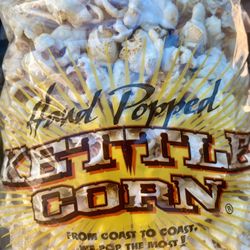 Hand Popped
KETTLE
CORN®
FROM COAST TO COAST,
WE POP THE MOST!!